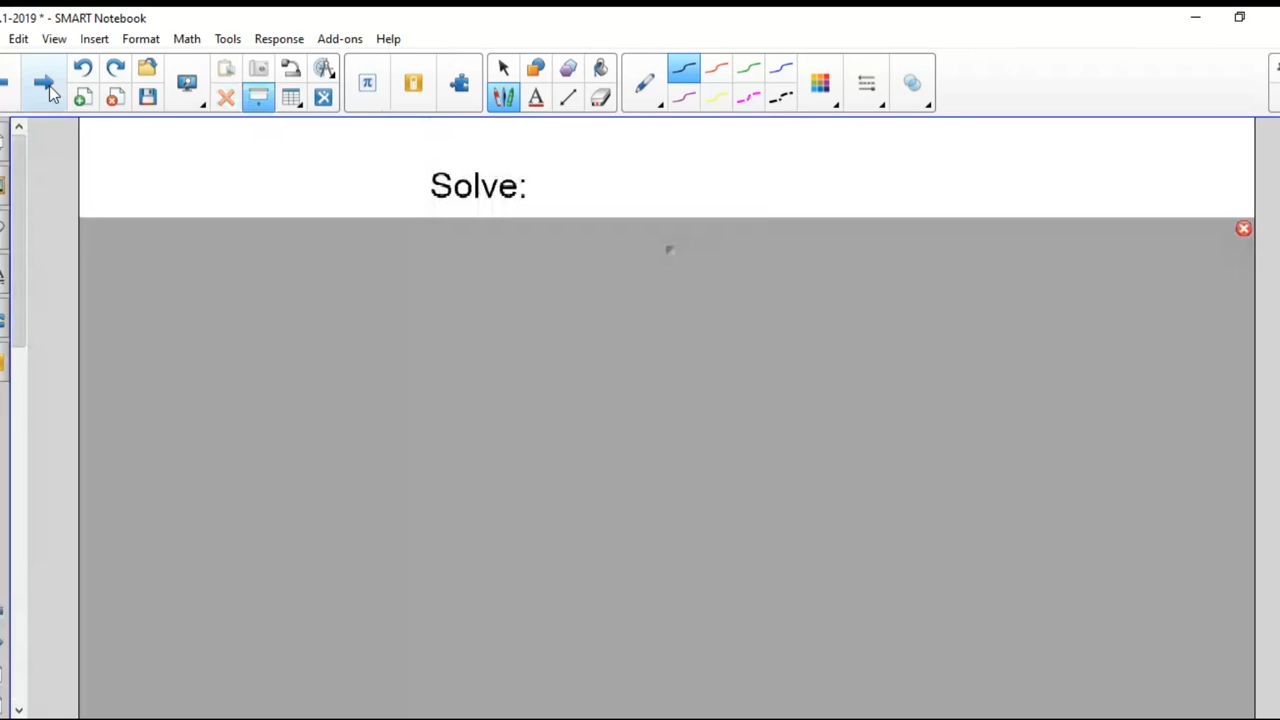 .1-2019 * - SMART Notebook
Edit View Insert Format Math Tools Response Add-ons Help
π
A
Solve: